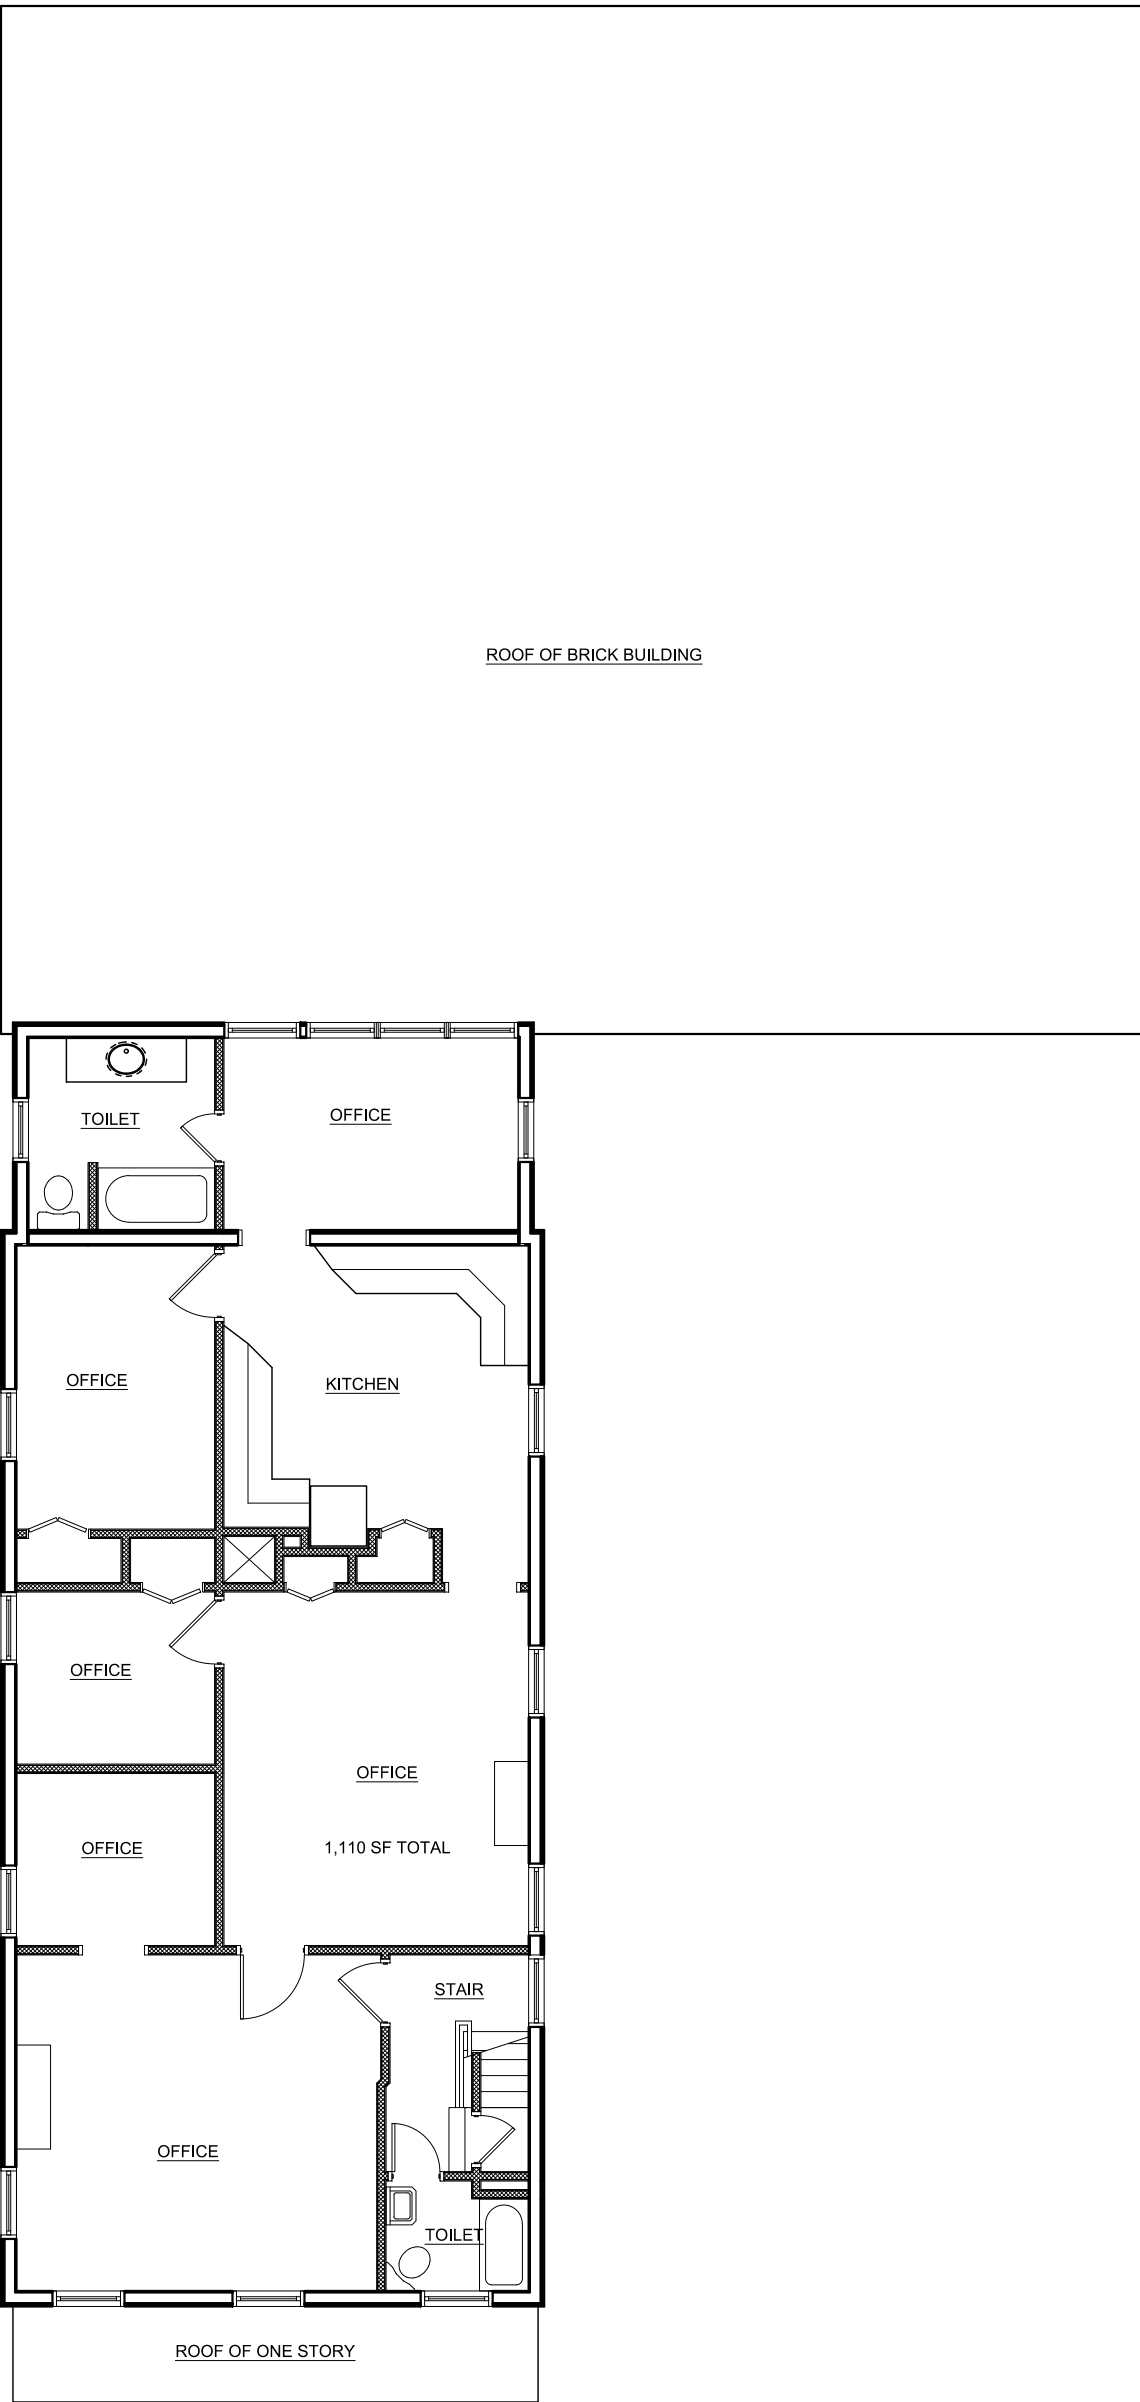 ROOF OF BRICK BUILDING
TOILET
OFFICE
OFFICE
KITCHEN
OFFICE
OFFICE
1,110 SF TOTAL
OFFICE
STAIR
OFFICE
TOILET
ROOF OF ONE STORY